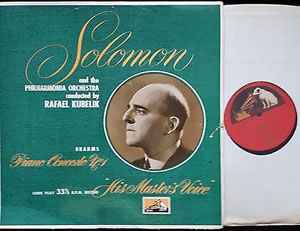 Solomon
and the
PHILHARMONIA ORCHESTRA
conducted by
RAFAEL KUBELIK
BRAHMS
Piano Concerto No. 1
LONG PLAY 33⅓ R.P.M. RECORD
"His Master's Voice"